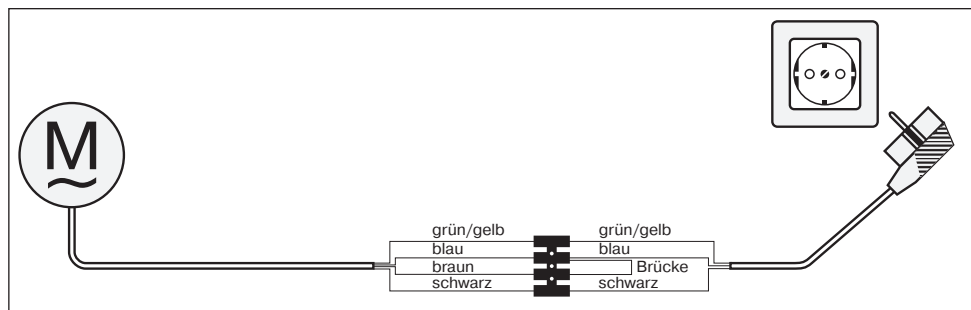 M
grün/gelb grün/gelb
blau blau
braun Brücke
schwarz schwarz